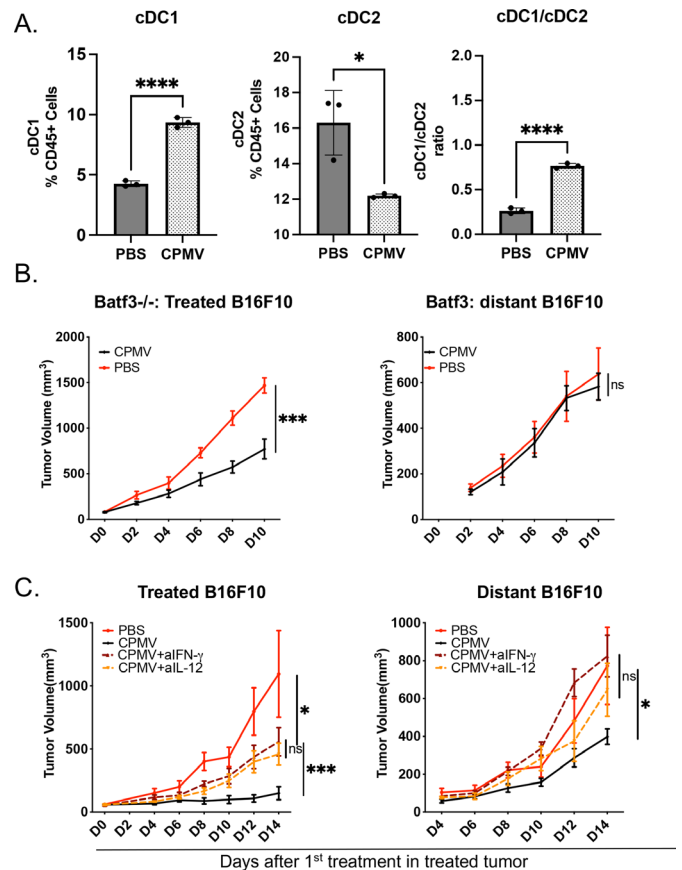 A.
cDC1
cDC2
cDC1/cDC2
cDC1
% CD45+ Cells
15
10
5
0
****
PBS
CPMV
cDC2
% CD45+ Cells
20
18
16
14
12
10
*
PBS
CPMV
cDC1/cDC2
ratio
2.0
1.5
1.0
0.5
0.0
****
PBS
CPMV
B.
Batf3-/-: Treated B16F10
Batf3: distant B16F10
Tumor Volume (mm3)
2000
1500
1000
500
0
CPMV
PBS
***
D0
D2
D4
D6
D8
D10
Tumor Volume (mm3)
800
600
400
200
0
CPMV
PBS
ns
D0
D2
D4
D6
D8
D10
C.
Treated B16F10
Distant B16F10
Tumor Volume(mm3)
1500
1000
500
0
PBS
CPMV
CPMV+aIFN-γ
CPMV+aIL-12
*
ns
***
D0
D2
D4
D6
D8
D10
D12
D14
Tumor Volume(mm3)
1000
800
600
400
200
0
PBS
CPMV
CPMV+aIFN-γ
CPMV+aIL-12
ns
*
D4
D6
D8
D10
D12
D14
Days after 1st treatment in treated tumor